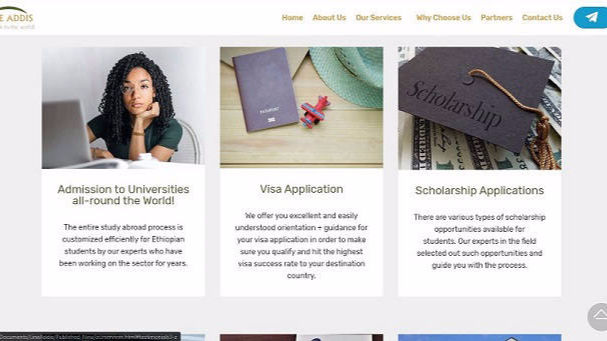 E ADDIS
Home About Us Our Services Why Choose Us Partners Contact Us
PASSPORT
Scholarship
Admission to Universities
all-round the World!
The entire study abroad process is
customized efficiently for Ethiopian
students by our experts who have
been working on the sector for years.
Visa Application
We offer you excellent and easily
understood orientation + guidance for
your visa application in order to make
sure you qualify and hit the highest
visa success rate to your destination
country.
Scholarship Applications
There are various types of scholarship
opportunities available for
students. Our experts in the field
selected out such opportunities and
guide you with the process.